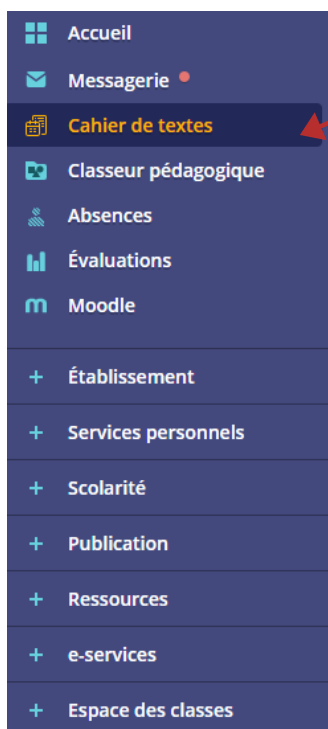 Accueil
Messagerie
Cahier de textes
Classeur pédagogique
Absences
Évaluations
Moodle
+ Établissement
+ Services personnels
+ Scolarité
+ Publication
+ Ressources
+ e-services
+ Espace des classes